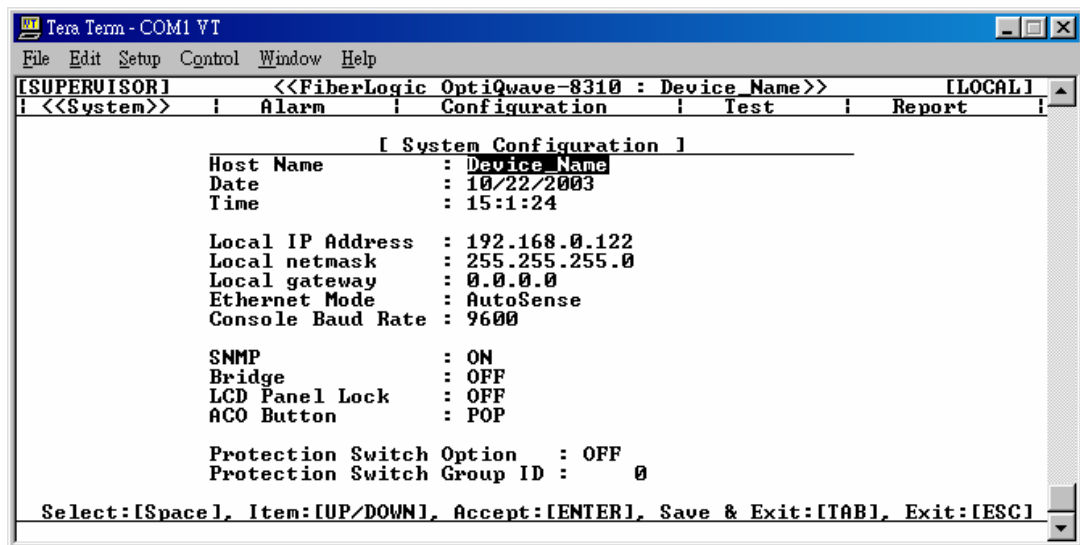 Tera Term - COM1 VT
File Edit Setup Control Window Help
[SUPERVISOR] <<FiberLogic OptiQwave-8310 : Device_Name>> [LOCAL]
| <<System>> | Alarm | Configuration | Test | Report |
[ System Configuration ]
Host Name : Device_Name
Date : 10/22/2003
Time : 15:1:24
Local IP Address : 192.168.0.122
Local netmask : 255.255.255.0
Local gateway : 0.0.0.0
Ethernet Mode : AutoSense
Console Baud Rate : 9600
SNMP : ON
Bridge : OFF
LCD Panel Lock : OFF
ACO Button : POP
Protection Switch Option : OFF
Protection Switch Group ID : 0
Select:[Space], Item:[UP/DOWN], Accept:[ENTER], Save & Exit:[TAB], Exit:[ESC]